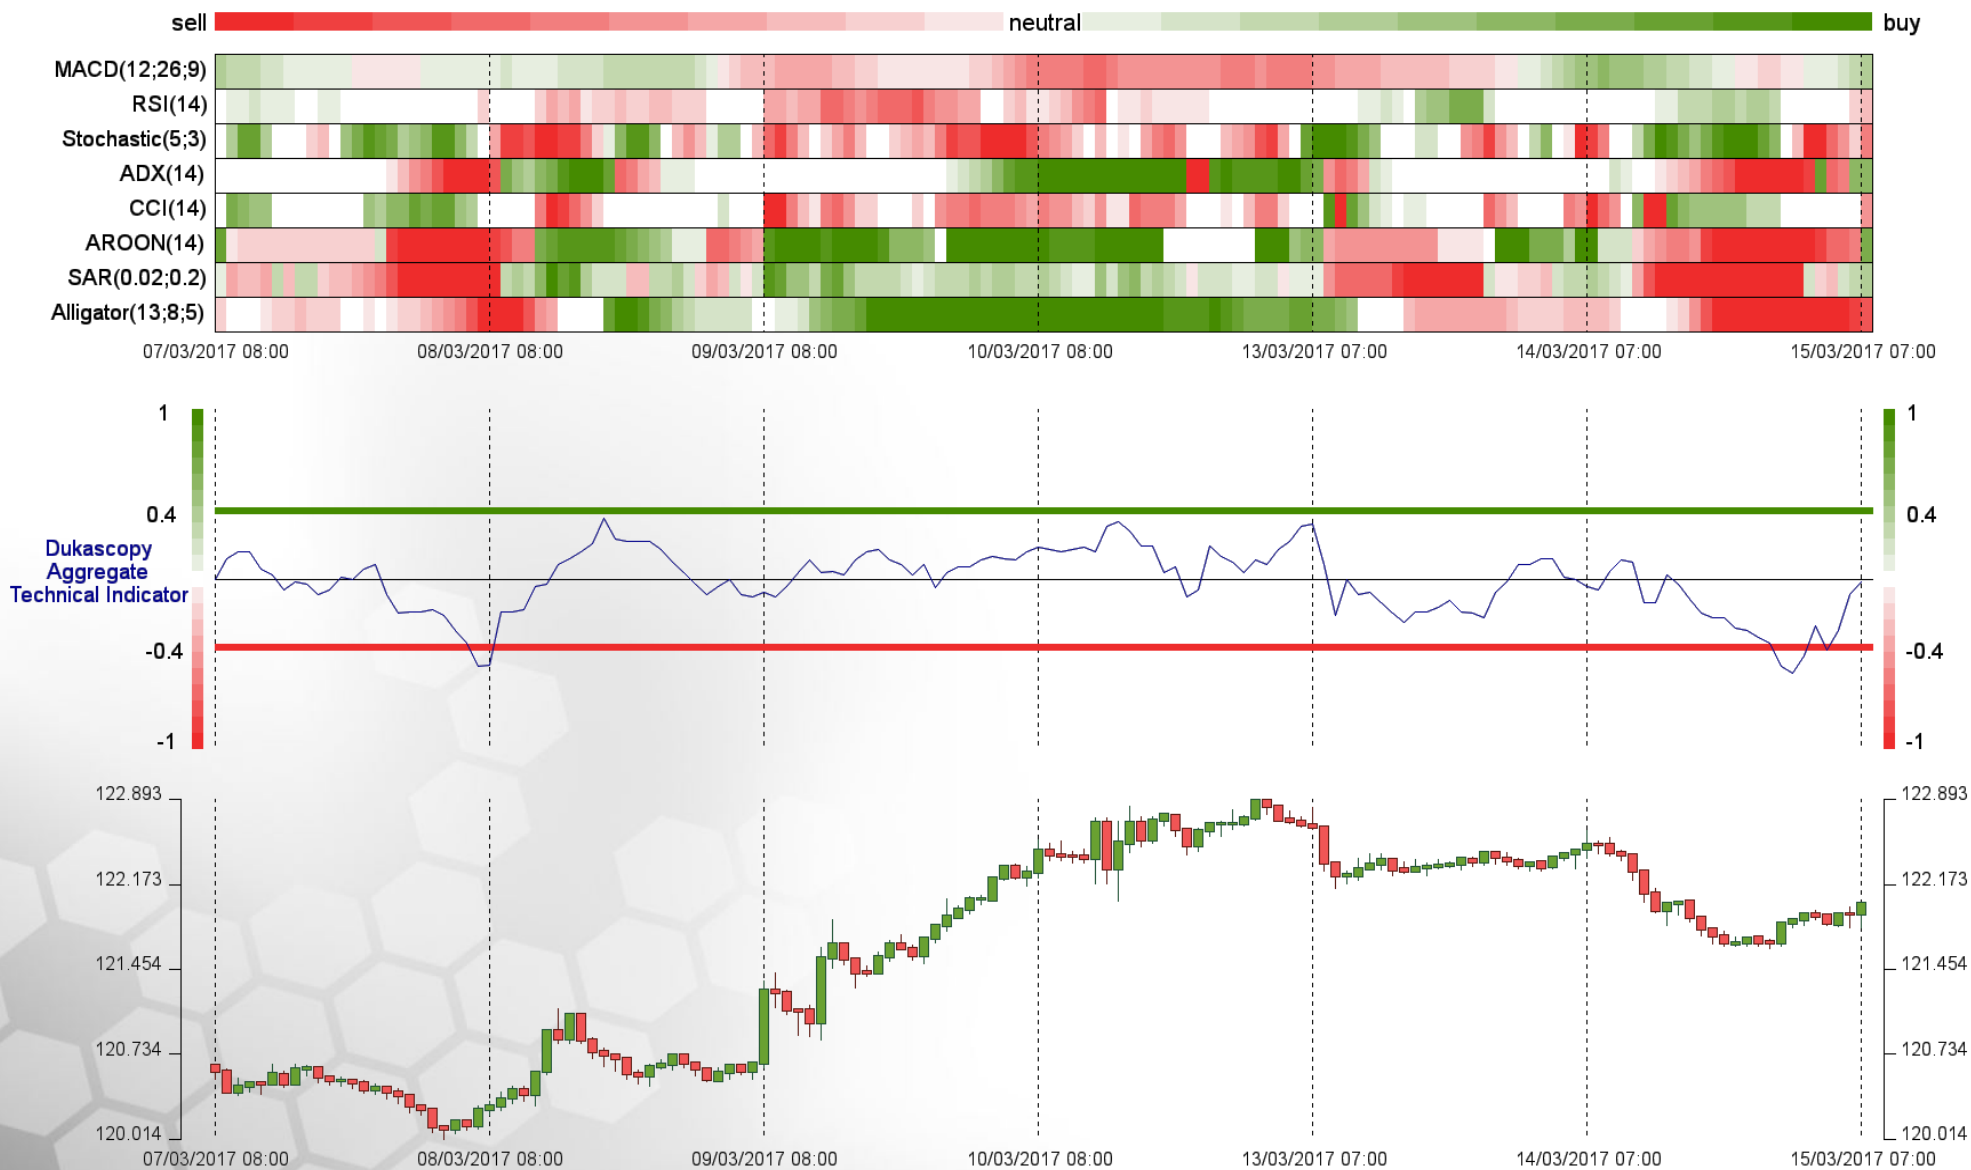 sell neutral buy
MACD(12;26;9)
RSI(14)
Stochastic(5;3)
ADX(14)
CCI(14)
AROON(14)
SAR(0.02;0.2)
Alligator(13;8;5)
07/03/2017 08:00 08/03/2017 08:00 09/03/2017 08:00 10/03/2017 08:00 13/03/2017 07:00 14/03/2017 07:00 15/03/2017 07:00
1 1
0.4 0.4
Dukascopy
Aggregate
Technical Indicator
-0.4 -0.4
-1 -1
122.893 122.893
122.173 122.173
121.454 121.454
120.734 120.734
120.014 120.014
07/03/2017 08:00 08/03/2017 08:00 09/03/2017 08:00 10/03/2017 08:00 13/03/2017 07:00 14/03/2017 07:00 15/03/2017 07:00